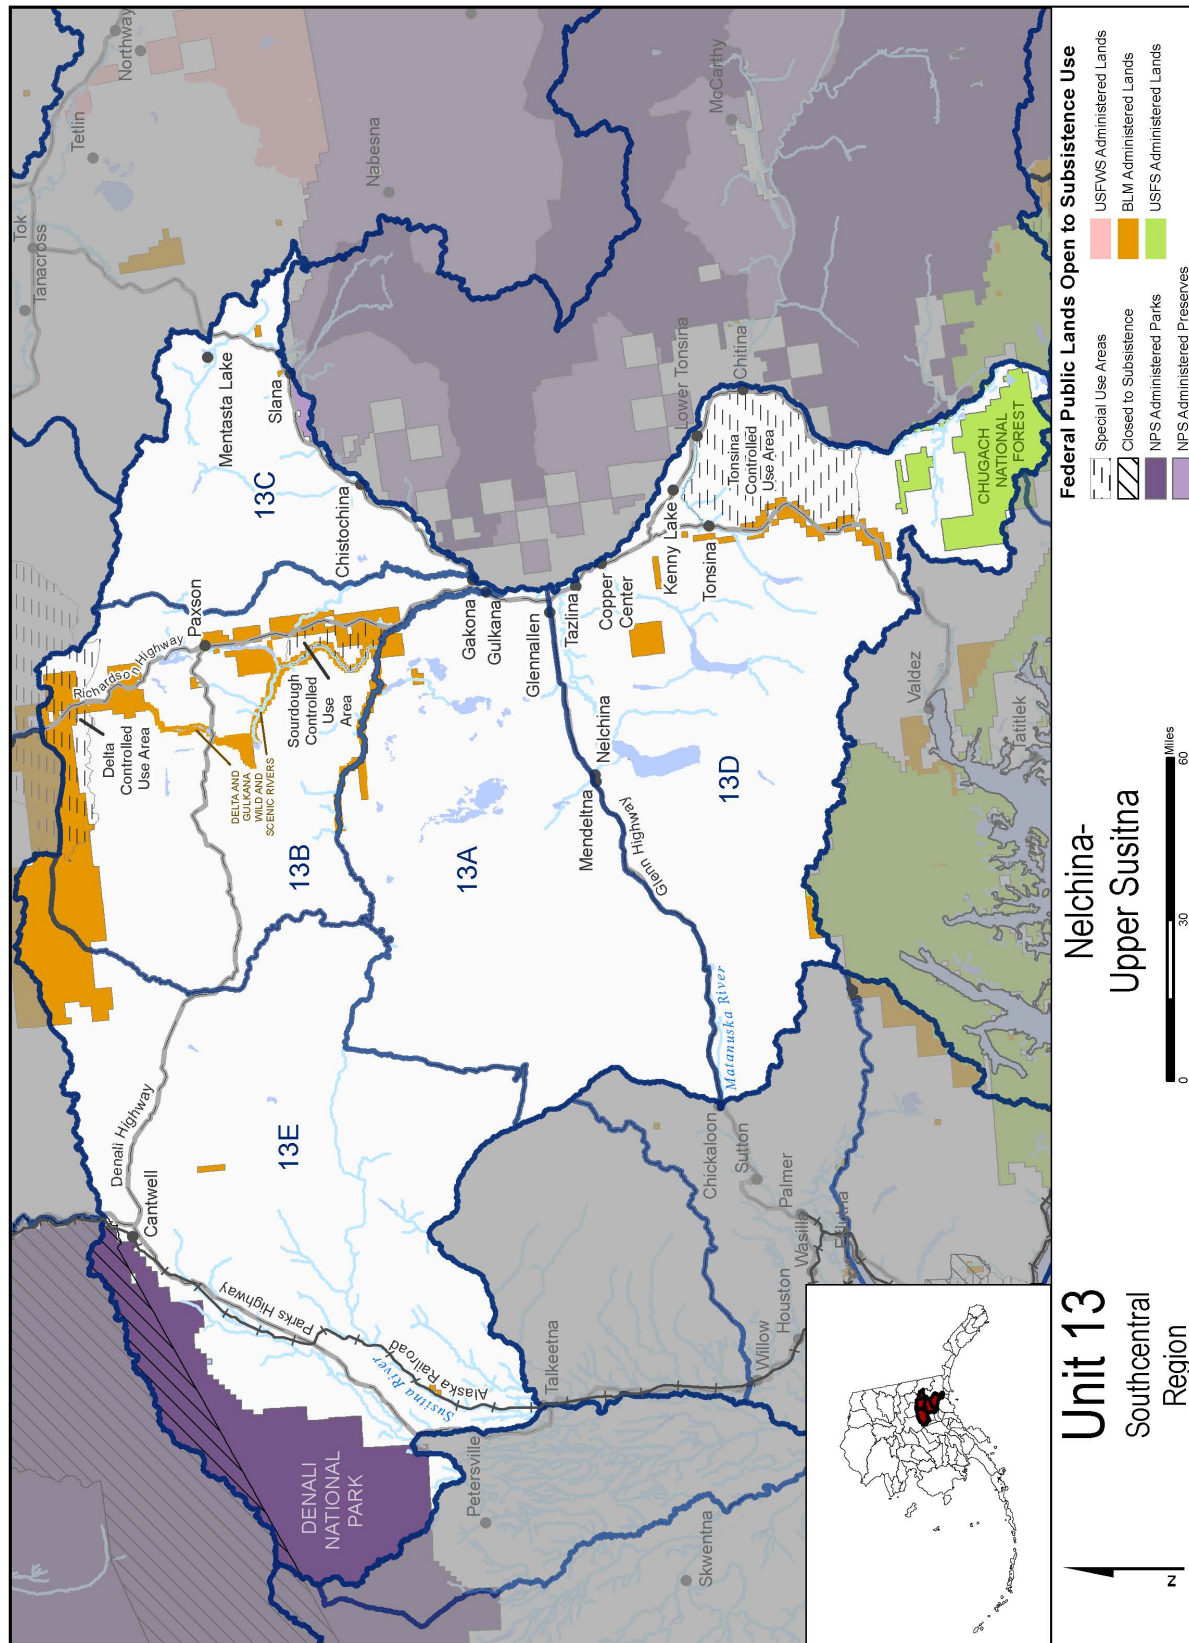 Tanacross
Tok
Tetlin
Northway
Nabesna
McCarthy
Mentasta Lake
Slana
13C
Chistochina
Paxson
Richardson Highway
Delta
Controlled
Use Area
DELTA AND
GULKANA
WILD AND
SCENIC RIVERS
Sourdough
Controlled
Use
Area
13B
Denali Highway
Cantwell
13E
Parks Highway
Alaska Railroad
Susitna River
DENALI
NATIONAL
PARK
Petersville
Talkeetna
Skwentna
13A
Gakona
Gulkana
Glennallen
Tazlina
Copper
Center
Mendeltna
Nelchina
Glenn Highway
Matanuska River
13D
Kenny Lake
Tonsina
Lower Tonsina
Chitina
Tonsina
Controlled
Use Area
CHUGACH
NATIONAL
FOREST
Valdez
Tatitlek
Chickaloon
Sutton
Palmer
Wasilla
Houston
Willow
Unit 13
Southcentral
Region
Nelchina-
Upper Susitna
0 30 60
Miles
N
Federal Public Lands Open to Subsistence Use
Special Use Areas
Closed to Subsistence
NPS Administered Parks
NPS Administered Preserves
USFWS Administered Lands
BLM Administered Lands
USFS Administered Lands